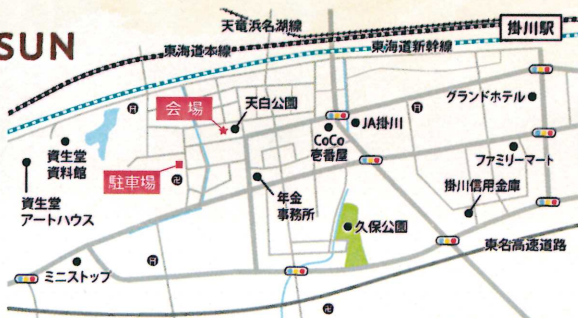 天竜浜名湖線
掛川駅
SUN
東海道本線
東海道新幹線
会場
天白公園
グランドホテル
JA掛川
CoCo
壱番屋
資生堂
資料館
駐車場
ファミリーマート
資生堂
アートハウス
年金
事務所
掛川信用金庫
久保公園
東名高速道路
ミニストップ